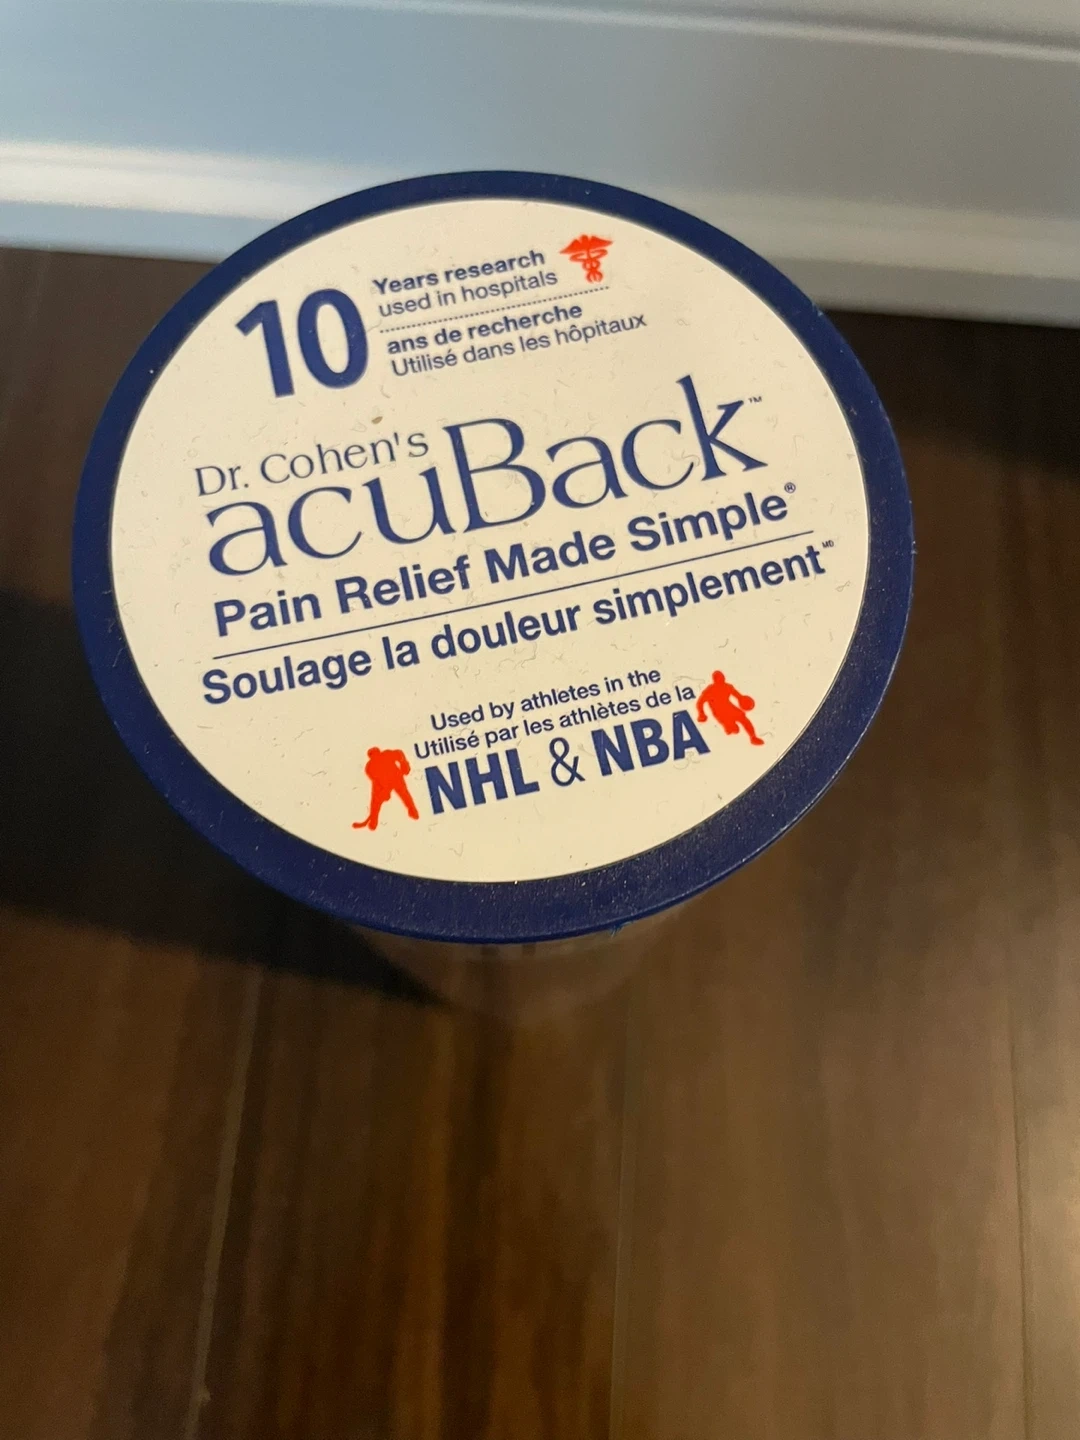 10
Years research
used in hospitals
ans de recherche
Utilisé dans les hôpitaux
Dr. Cohen's
acuBack™
Pain Relief Made Simple®
Soulage la douleur simplement MD
Used by athletes in the
Utilisé par les athlètes de la
NHL & NBA